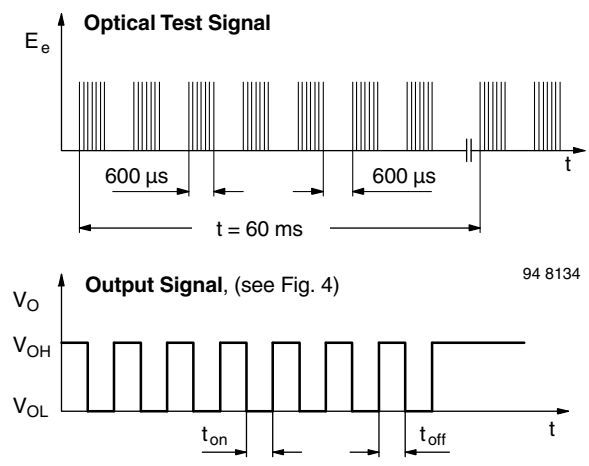 Optical Test Signal
E e
t
600 µs
600 µs
t = 60 ms
94 8134
Output Signal, (see Fig. 4)
V O
V OH
V OL
t
t on
t off